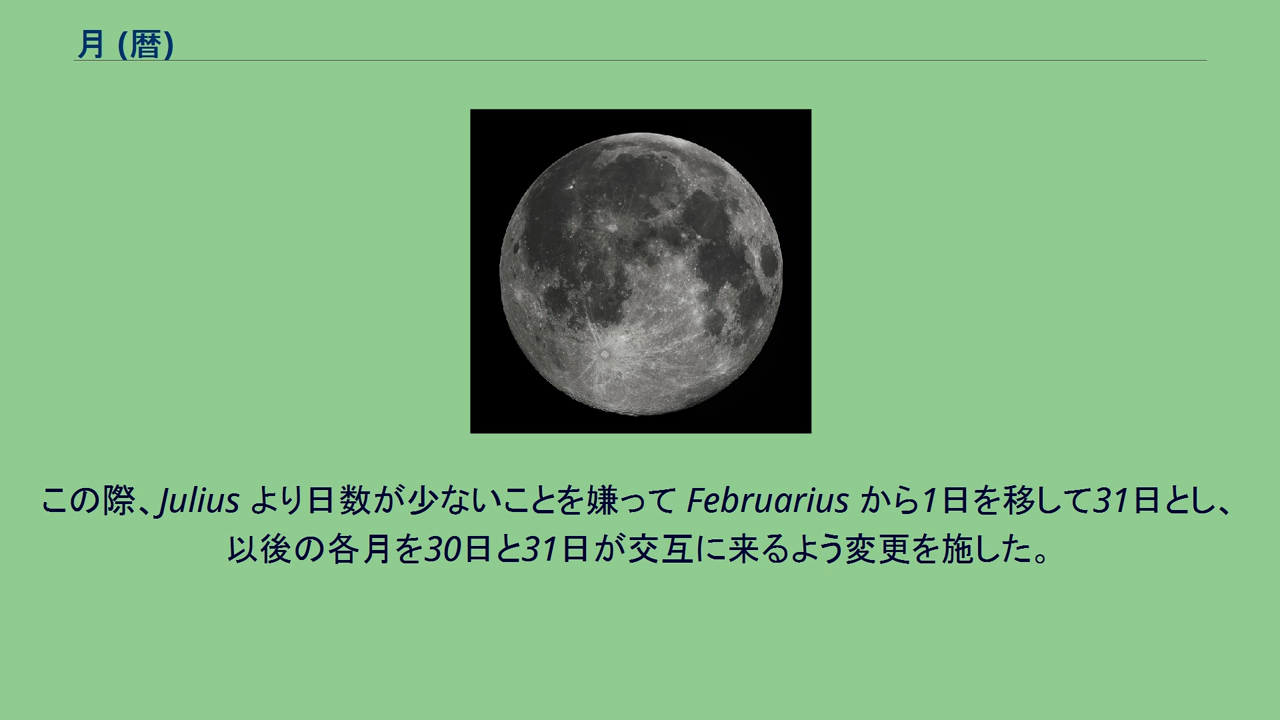 月 (暦)
この際、Julius より日数が少ないことを嫌って Februarius から1日を移して31日とし、
以後の各月を30日と31日が交互に来るよう変更を施した。